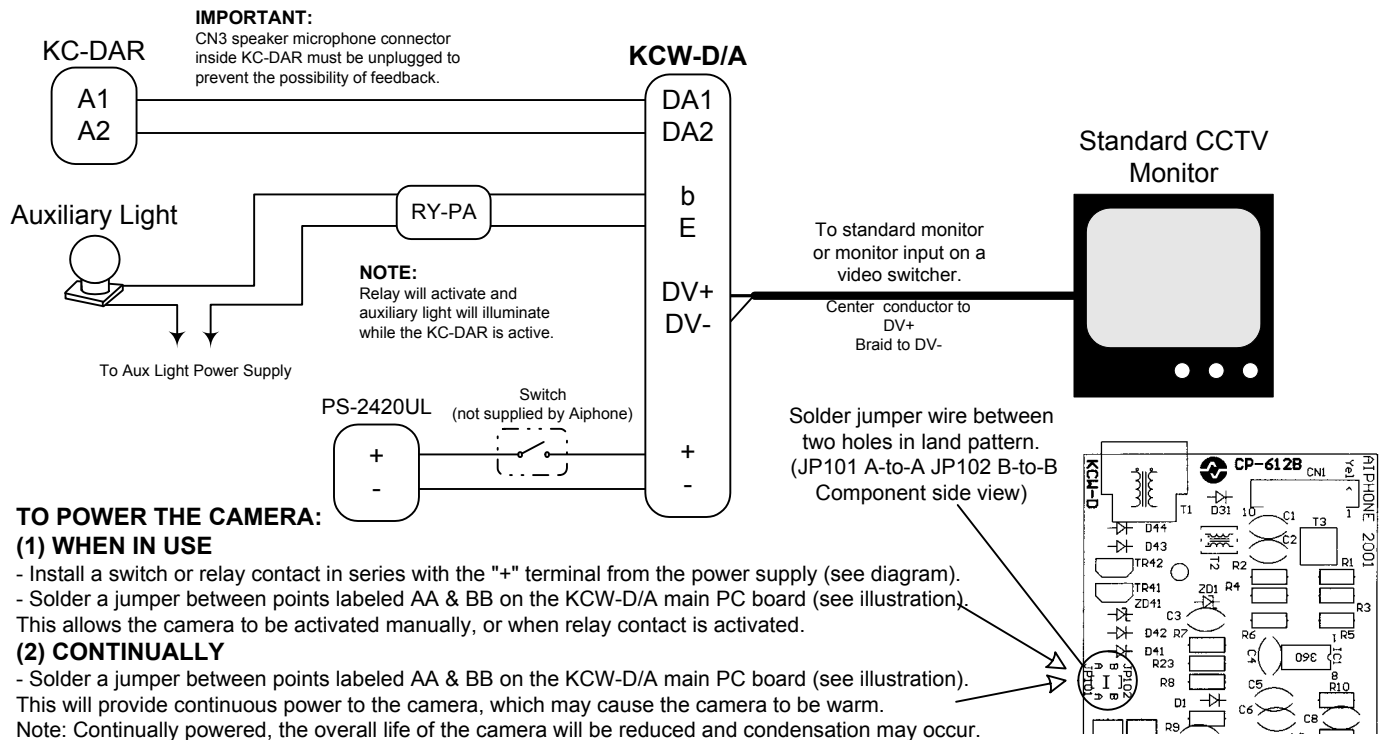 IMPORTANT:
CN3 speaker microphone connector
inside KC-DAR must be unplugged to
prevent the possibility of feedback.
KC-DAR
A1
A2
KCW-D/A
DA1
DA2
b
E
DV+
DV-
+
-
Auxiliary Light
RY-PA
To Aux Light Power Supply
NOTE:
Relay will activate and
auxiliary light will illuminate
while the KC-DAR is active.
Standard CCTV
Monitor
To standard monitor
or monitor input on a
video switcher.
Center conductor to
DV+
Braid to DV-
PS-2420UL
+
-
Switch
(not supplied by Aiphone)
Solder jumper wire between
two holes in land pattern.
(JP101 A-to-A JP102 B-to-B
Component side view)
TO POWER THE CAMERA:
(1) WHEN IN USE
- Install a switch or relay contact in series with the "+" terminal from the power supply (see diagram).
- Solder a jumper between points labeled AA & BB on the KCW-D/A main PC board (see illustration).
This allows the camera to be activated manually, or when relay contact is activated.
(2) CONTINUALLY
- Solder a jumper between points labeled AA & BB on the KCW-D/A main PC board (see illustration).
This will provide continuous power to the camera, which may cause the camera to be warm.
Note: Continually powered, the overall life of the camera will be reduced and condensation may occur.
KCW-D
CP-612B
CN1
Yel
AIPHONE 2001
T1
D31
10
1
C1
C2
T3
D44
D43
T2
R2
R1
TR42
TR41
ZD1
R4
R3
ZD41
C3
D42
R7
R6
R5
D41
R23
C4
390
IC1
1
8
A B
JP101
JP102
A B
R8
C5
R10
D1
C6
C8
R9